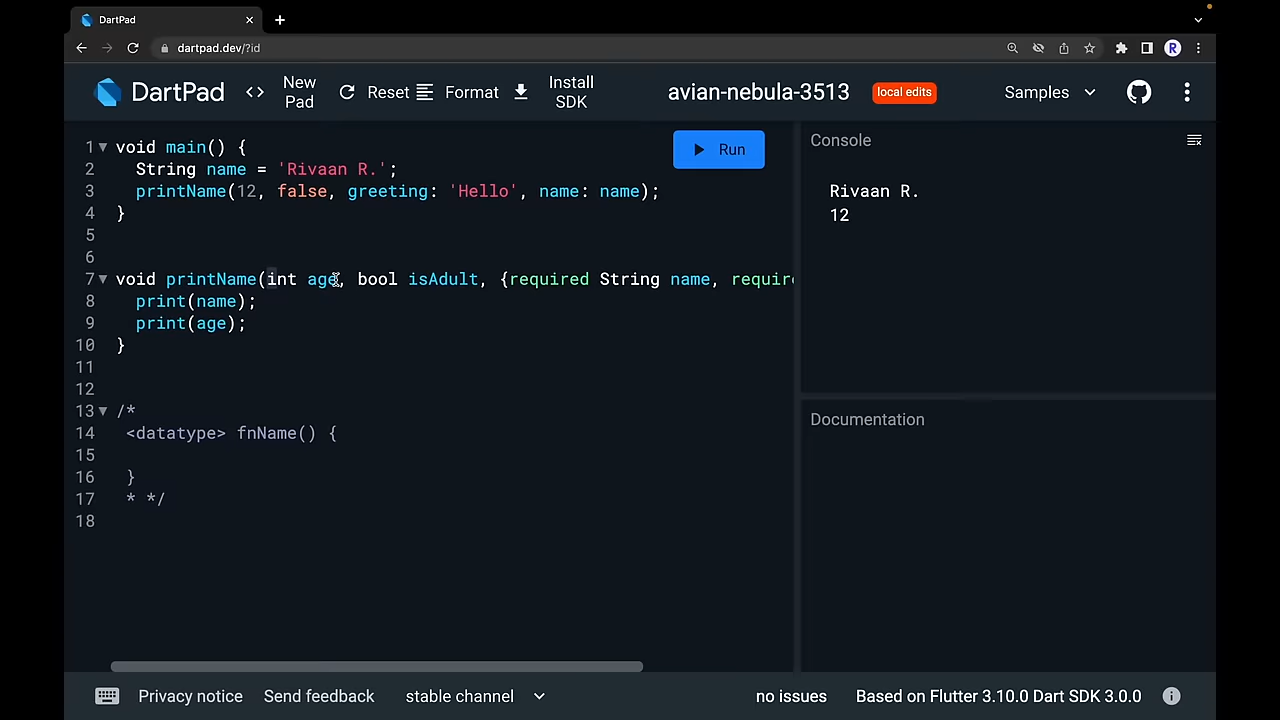 DartPad
dartpad.dev/?id
R
DartPad
<> New Pad
Reset
Format
Install SDK
avian-nebula-3513
local edits
Samples
1 void main() {
2 String name = 'Rivaan R.';
3 printName(12, false, greeting: 'Hello', name: name);
4 }
5
6
7 void printName(int age, bool isAdult, {required String name, require
8 print(name);
9 print(age);
10 }
11
12
13 /*
14 <datatype> fnName() {
15
16 }
17 * */
18
Run
Console
Rivaan R.
12
Documentation
Privacy notice
Send feedback
stable channel
no issues
Based on Flutter 3.10.0 Dart SDK 3.0.0